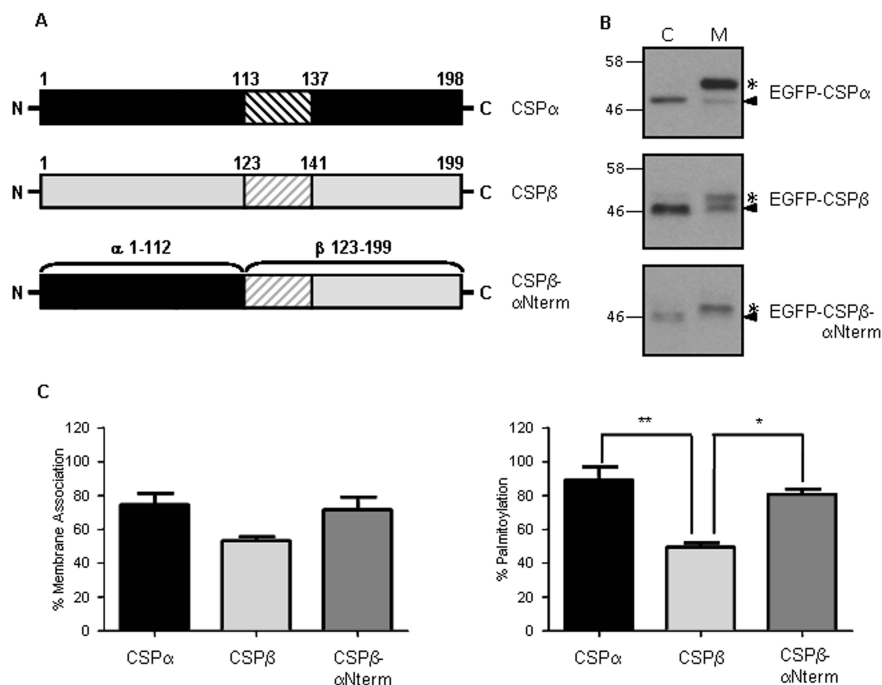 A
1 113 137 198
N C CSPα
1 123 141 199
N C CSPβ
α 1-112 β 123-199
N C CSPβ-
αNterm
B
C M
58
46
*
EGFP-CSPα
58
46
*
EGFP-CSPβ
46
*
EGFP-CSPβ-
αNterm
C
% Membrane Association
120
100
80
60
40
20
0
CSPα CSPβ CSPβ-
αNterm
% Palmitoylation
120
100
80
60
40
20
0
** *
CSPα CSPβ CSPβ-
αNterm